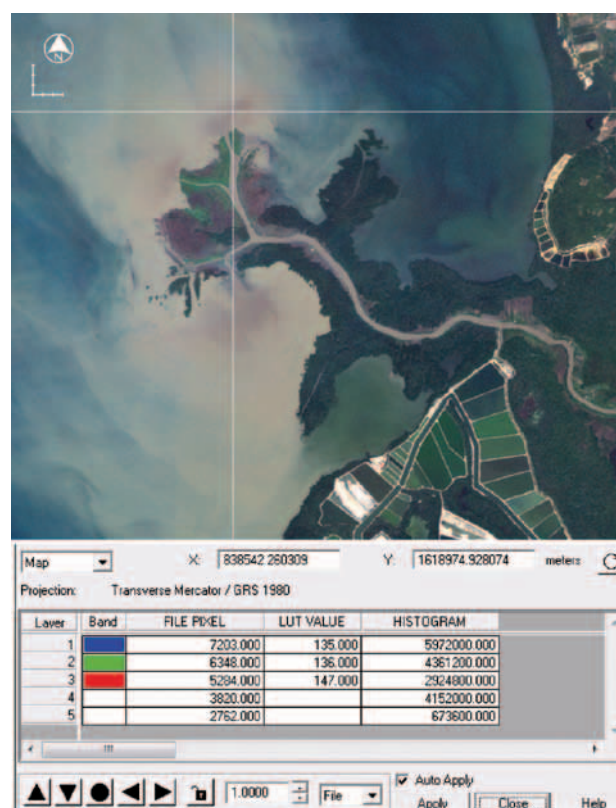 N
Map X: 838542.260309 Y: 1618974.928074 meters
Projection: Transverse Mercator / GRS 1980
Layer Band FILE PIXEL LUT VALUE HISTOGRAM
1 7203.000 135.000 5972000.000
2 6348.000 136.000 4361200.000
3 5284.000 147.000 2924800.000
4 3820.000 4152000.000
5 2762.000 673600.000
1.0000 File Auto Apply
Apply Close Help